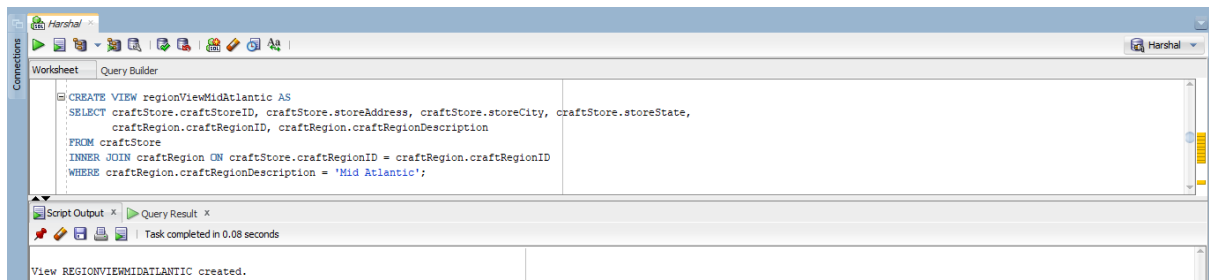 Harshal
Connections
Harshal
Worksheet Query Builder
CREATE VIEW regionViewMidAtlantic AS
SELECT craftStore.craftStoreID, craftStore.storeAddress, craftStore.storeCity, craftStore.storeState,
craftRegion.craftRegionID, craftRegion.craftRegionDescription
FROM craftStore
INNER JOIN craftRegion ON craftStore.craftRegionID = craftRegion.craftRegionID
WHERE craftRegion.craftRegionDescription = 'Mid Atlantic';
Script Output x Query Result x
Task completed in 0.08 seconds
View REGIONVIEWMIDATLANTIC created.